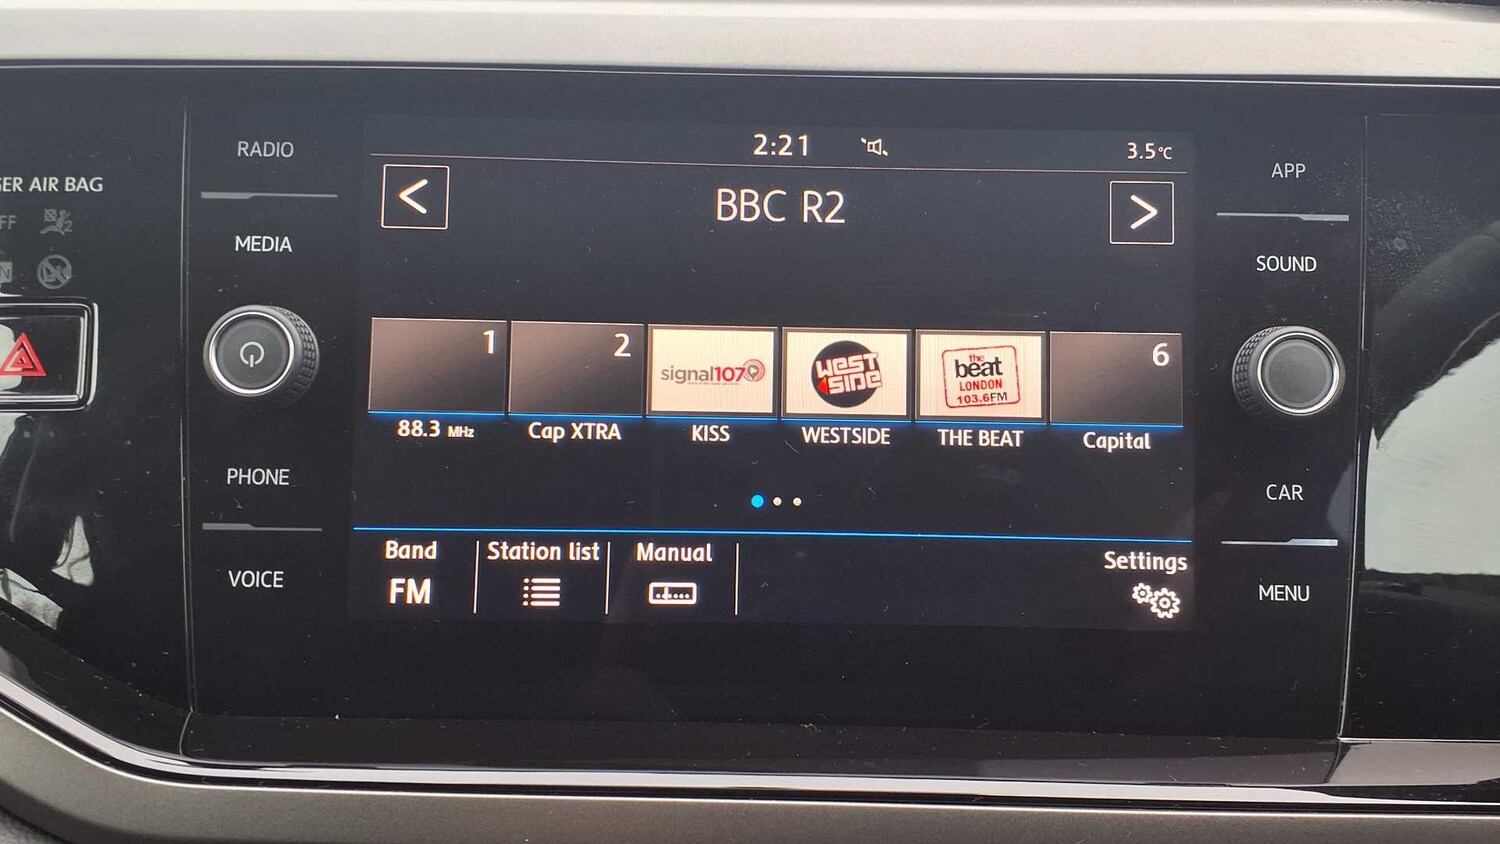 RADIO
MEDIA
PHONE
VOICE
GER AIR BAG
FF
N
2:21
3.5°C
<
BBC R2
>
1
2
signal107
WEST
SIDE
the
beat
LONDON
103.6FM
6
88.3 MHz
Cap XTRA
KISS
WESTSIDE
THE BEAT
Capital
Band
FM
Station list
Manual
Settings
APP
SOUND
CAR
MENU